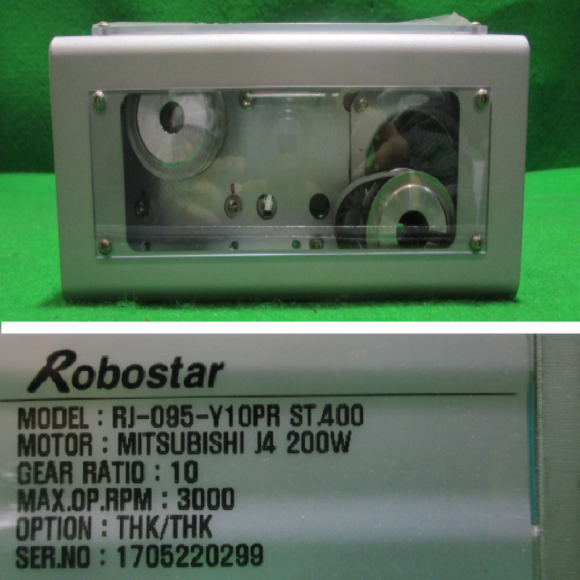 Robostar
MODEL : RJ-095-Y10PR ST.400
MOTOR : MITSUBISHI J4 200W
GEAR RATIO : 10
MAX.OP.RPM : 3000
OPTION : THK/THK
SER.NO : 1705220299